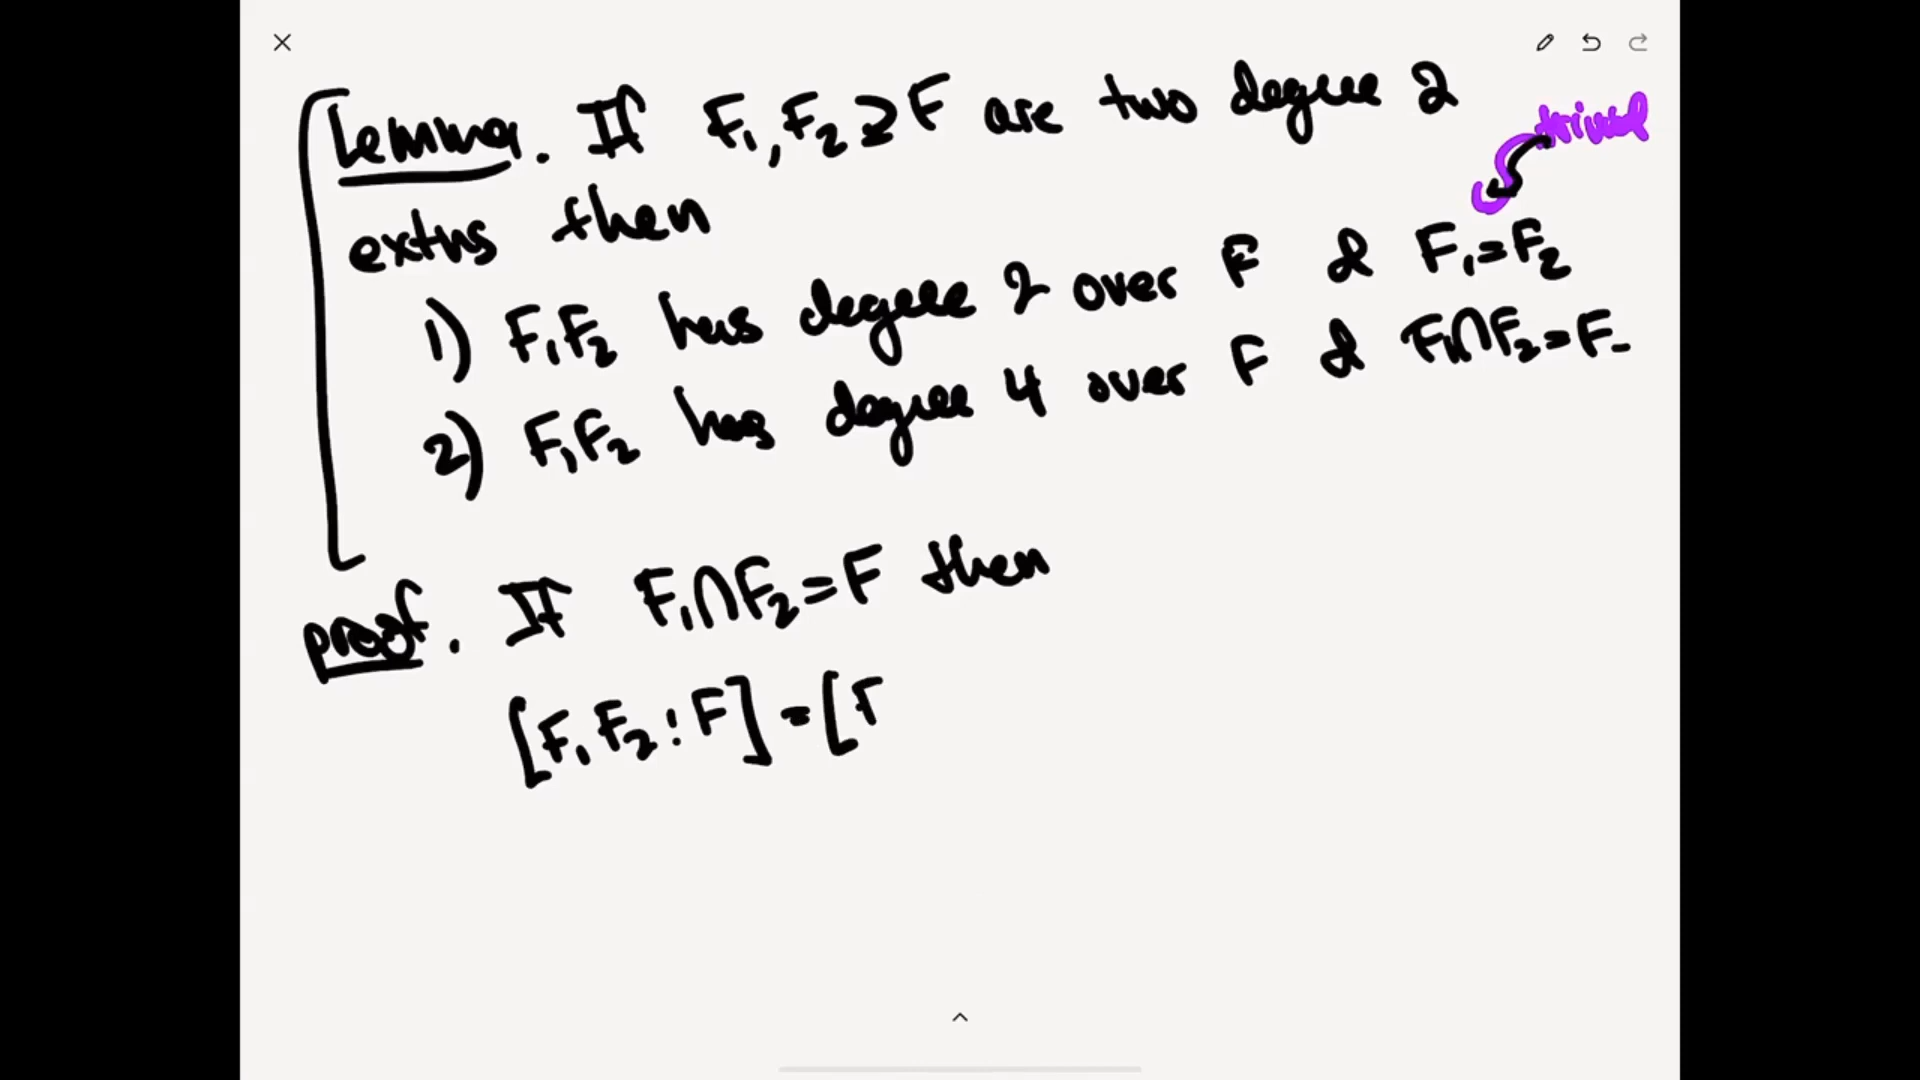 Lemma. If F₁, F₂ ⊇ F are two degree 2
trivial
extns then
1) F₁F₂ has degree 2 over F & F₁=F₂
2) F₁F₂ has degree 4 over F & F₁∩F₂=F.
proof. If F₁∩F₂=F then
[F₁F₂:F]=[F